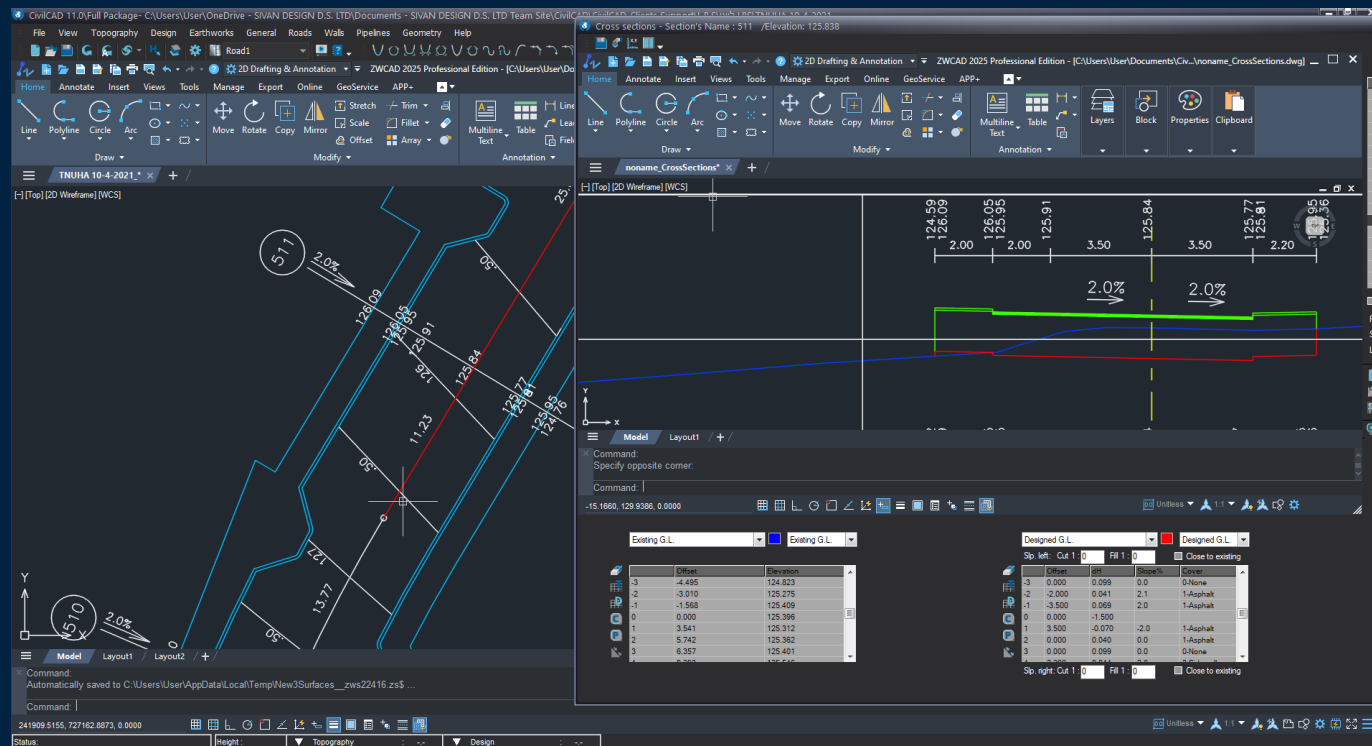 CivilCAD 11.0\Full Package- C:\Users\User\OneDrive - SIVAN DESIGN D.S. LTD\Documents - SIVAN DESIGN D.S. LTD Team Site\CivilCAD
File View Topography Design Earthworks General Roads Walls Pipelines Geometry Help
Road1
2D Drafting & Annotation
ZWCAD 2025 Professional Edition - [C:\Users\User\Do
Home Annotate Insert Views Tools Manage Export Online GeoService APP+
Line Polyline Circle Arc
Move Rotate Copy Mirror
Stretch Trim
Scale Fillet
Offset Array
Multiline Text
Table
Line
Lea
Fiel
Draw
Modify
Annotation
TNUHA 10-4-2021_*
[-] [Top] [2D Wireframe] [WCS]
511
2.0%
126.09
126.05
125.95
125.91
126
125.84
11.23
125.77
125.81
125.95
124.76
25.
.50
.50
127
13.77
.50
510
2.0%
Y
X
Model Layout1 Layout2
Command:
Automatically saved to C:\Users\User\AppData\Local\Temp\New3Surfaces__zws22416.zs$ ...
Command:
241909.5155, 727162.8873, 0.0000
Status:
Height :
Topography : -.-
Design : -.-
Cross sections - Section's Name : 511 /Elevation: 125.838
2D Drafting & Annotation
ZWCAD 2025 Professional Edition - [C:\Users\User\Documents\Civ...\noname_CrossSections.dwg]
Home Annotate Insert Views Tools Manage Export Online GeoService APP+
Line Polyline Circle Arc
Move Rotate Copy Mirror
Multiline Text
Table
Layers
Block
Properties
Clipboard
Draw
Modify
Annotation
noname_CrossSections*
[-] [Top] [2D Wireframe] [WCS]
124.59
126.09
126.05
125.95
125.91
125.84
125.77
125.81
2.00 2.00 3.50 3.50 2.20
2.0% 2.0%
Y
X
Model Layout1
Command:
Specify opposite corner:
Command:
-15.1660, 129.9386, 0.0000
Unitless 1:1
Existing G.L. Existing G.L.
Offset Elevation
-3 -4.495 124.823
-2 -3.010 125.275
-1 -1.568 125.409
0 0.000 125.396
1 3.541 125.312
2 5.742 125.362
3 6.357 125.401
Designed G.L. Designed G.L.
Slp. left: Cut 1 : 0 Fill 1 : 0 Close to existing
Offset dH Slope% Cover
-3 0.000 0.099 0.0 0-None
-2 -2.000 0.041 2.1 1-Asphalt
-1 -3.500 0.069 2.0 1-Asphalt
0 0.000 -1.500
1 3.500 -0.070 -2.0 1-Asphalt
2 0.000 0.040 0.0 1-Asphalt
3 0.000 0.099 0.0 0-None
Slp. right: Cut 1 : 0 Fill 1 : 0 Close to existing
Unitless 1:1